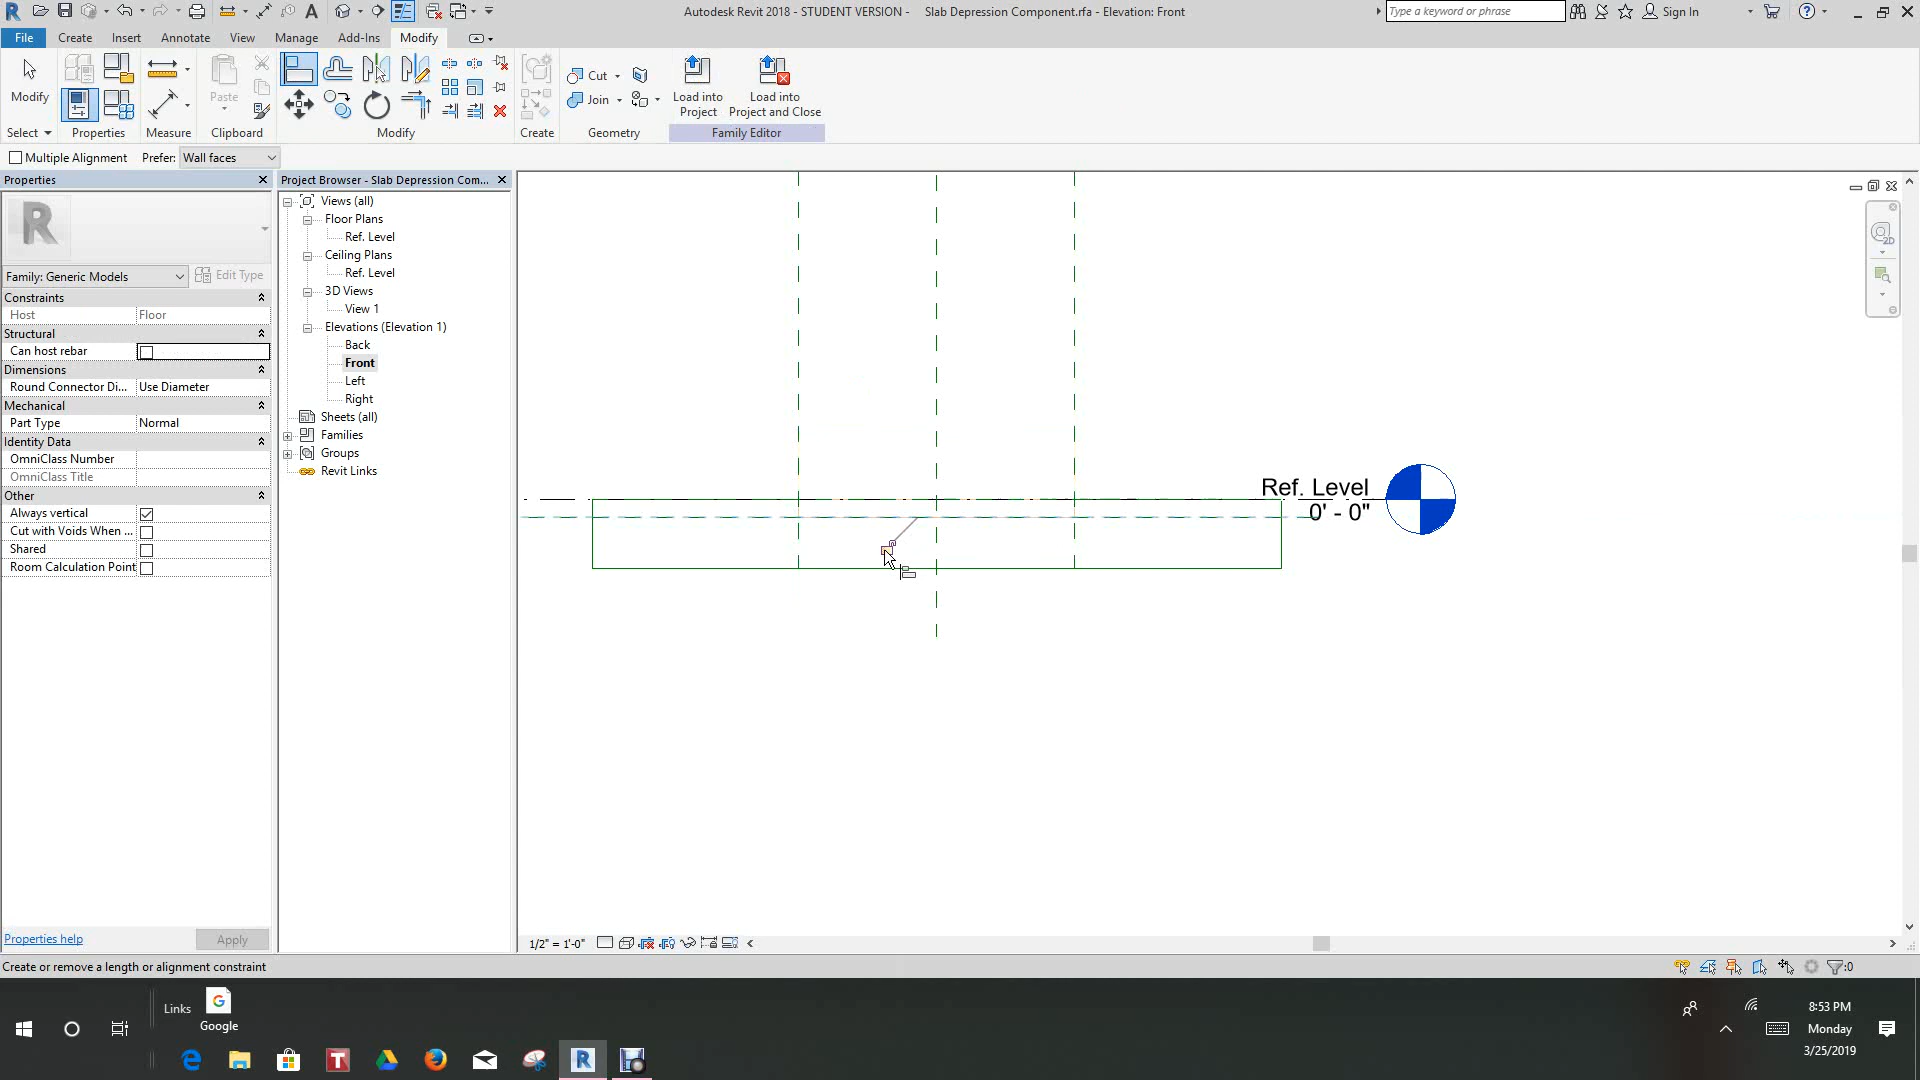 Autodesk Revit 2018 - STUDENT VERSION - Slab Depression Component.rfa - Elevation: Front
Type a keyword or phrase
Sign In
File Create Insert Annotate View Manage Add-Ins Modify
Modify
Paste
Cut
Join
Load into Project
Load into Project and Close
Select Properties Measure Clipboard Modify Create Geometry Family Editor
Multiple Alignment Prefer: Wall faces
Properties
Project Browser - Slab Depression Com...
Family: Generic Models
Edit Type
Constraints
Host Floor
Structural
Can host rebar
Dimensions
Round Connector Di... Use Diameter
Mechanical
Part Type Normal
Identity Data
OmniClass Number
OmniClass Title
Other
Always vertical
Cut with Voids When ...
Shared
Room Calculation Point
Properties help
Apply
Views (all)
Floor Plans
Ref. Level
Ceiling Plans
Ref. Level
3D Views
View 1
Elevations (Elevation 1)
Back
Front
Left
Right
Sheets (all)
Families
Groups
Revit Links
Ref. Level
0' - 0"
2D
1/2" = 1'-0"
Create or remove a length or alignment constraint
:0
Links
Google
8:53 PM
Monday
3/25/2019